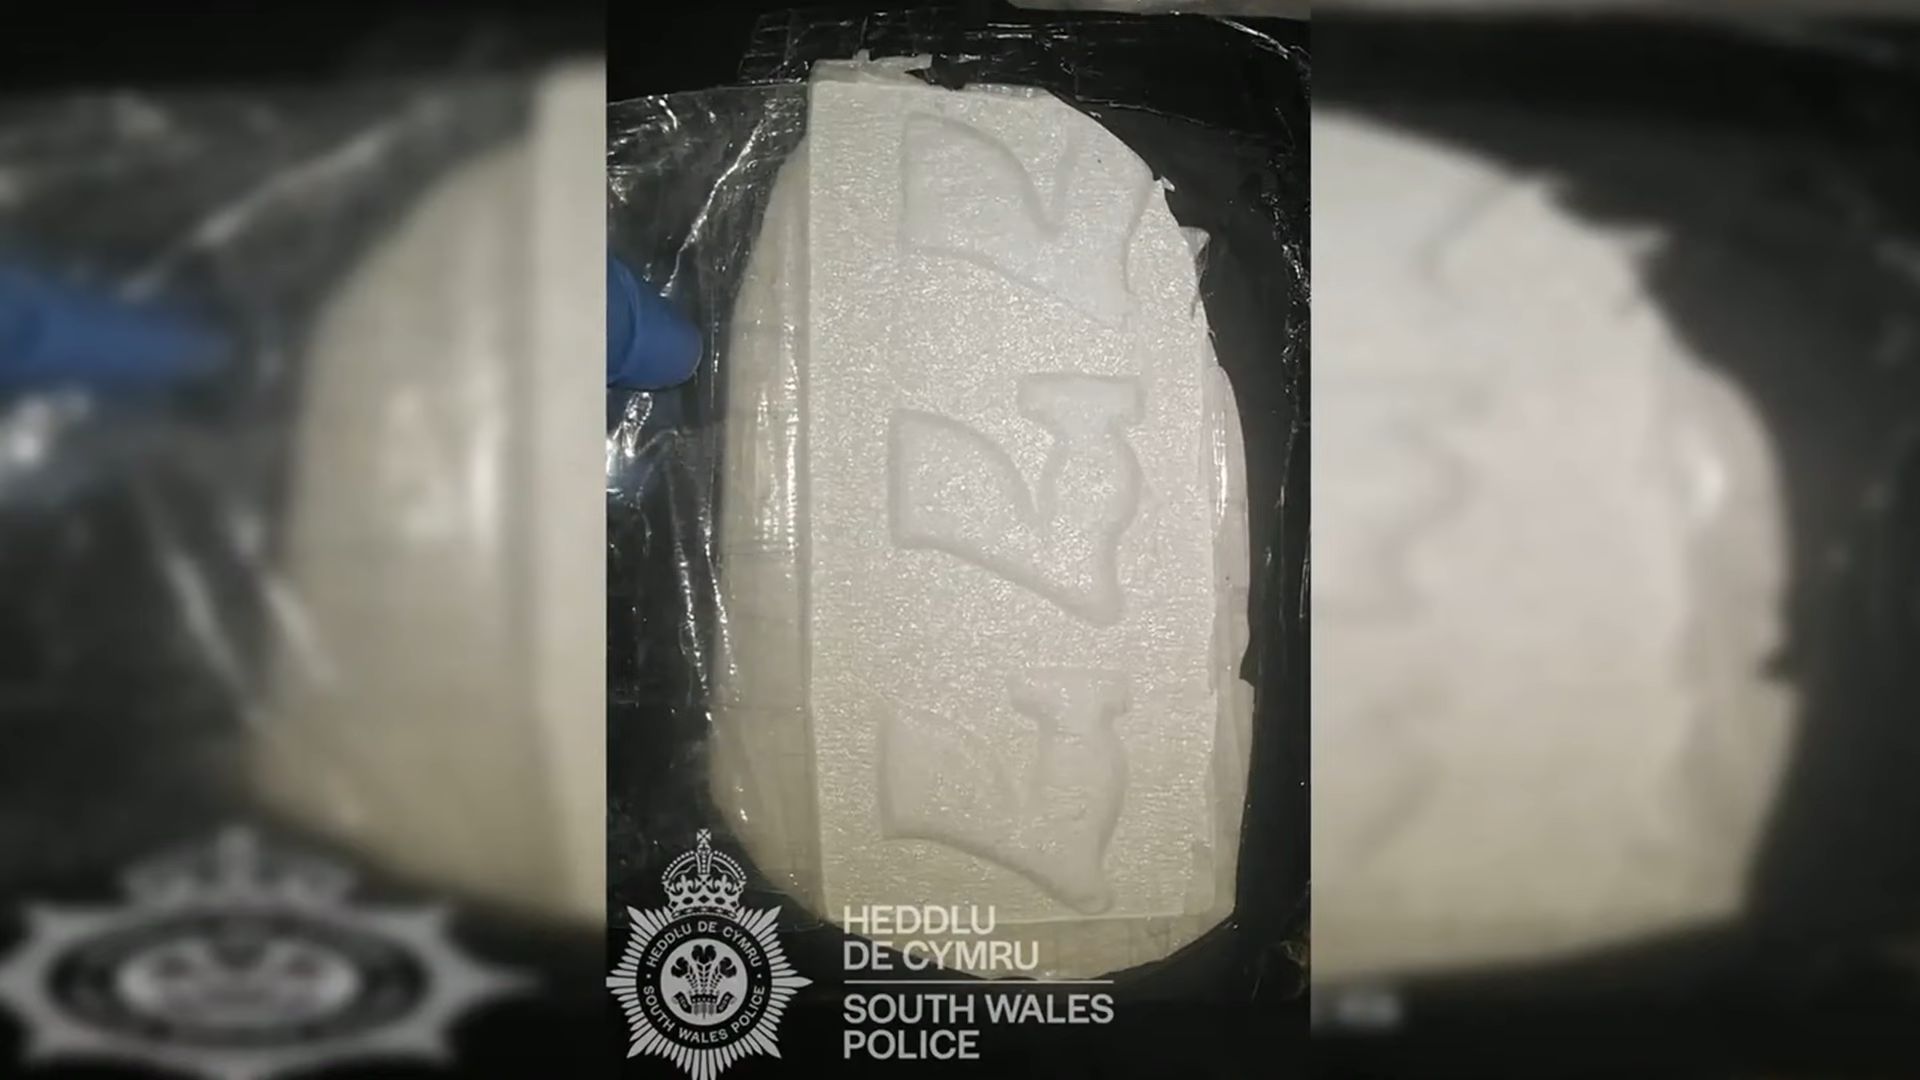 HEDDLU
DE CYMRU
SOUTH WALES
POLICE
HEDDLU DE CYMRU
SOUTH WALES POLICE